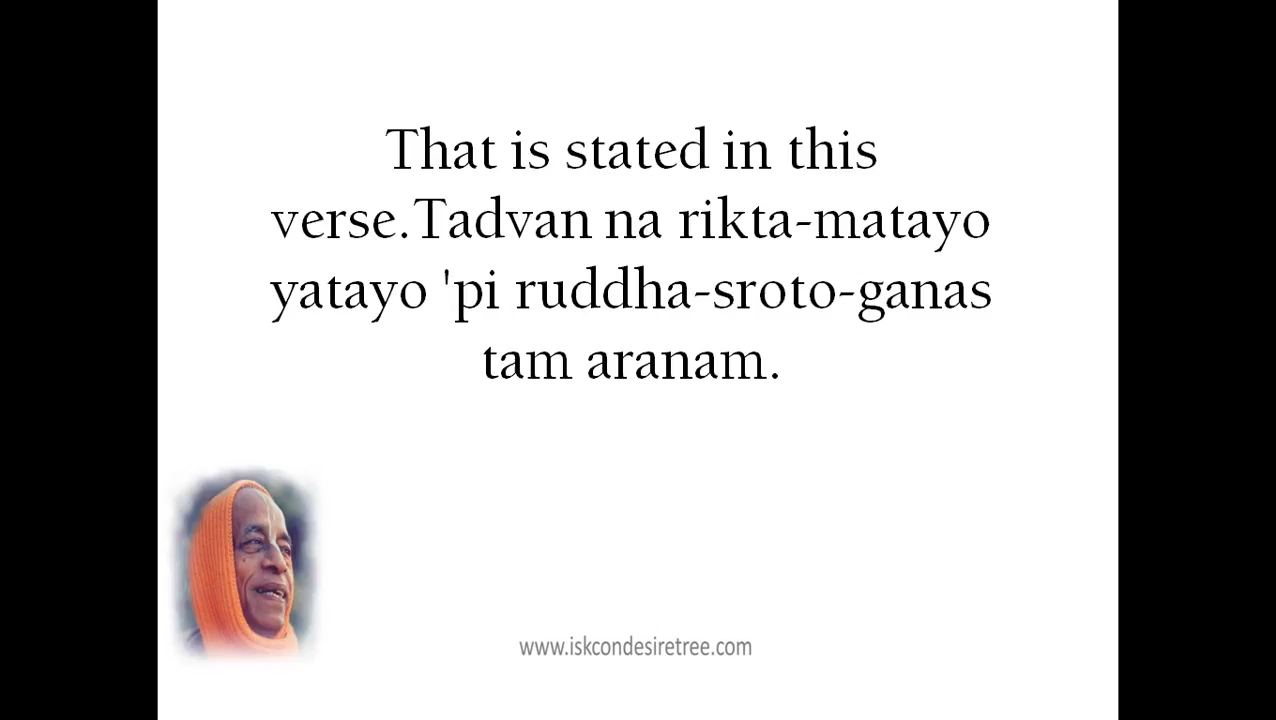 That is stated in this
verse.Tadvan na rikta-matayo
yatayo 'pi ruddha-sroto-ganas
tam aranam.
www.iskcondesiretree.com